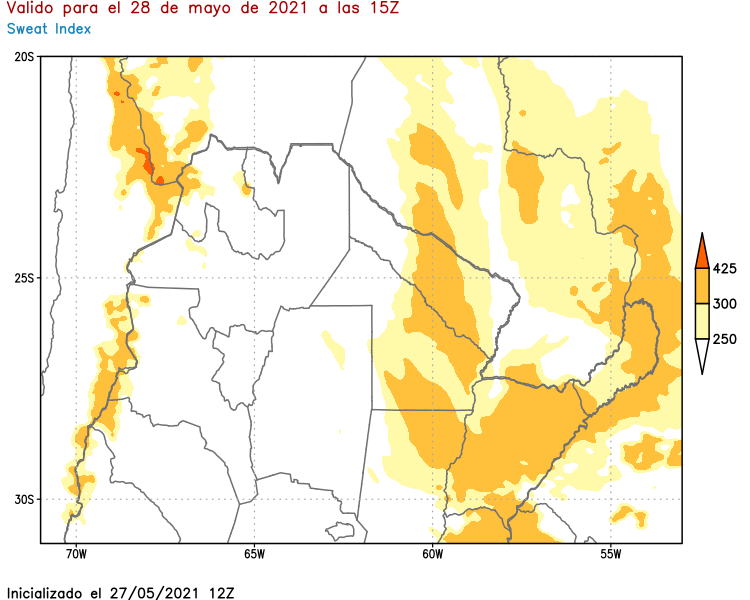 Valido para el 28 de mayo de 2021 a las 15Z
Sweat Index
20S
25S
30S
70W
65W
60W
55W
425
300
250
Inicializado el 27/05/2021 12Z